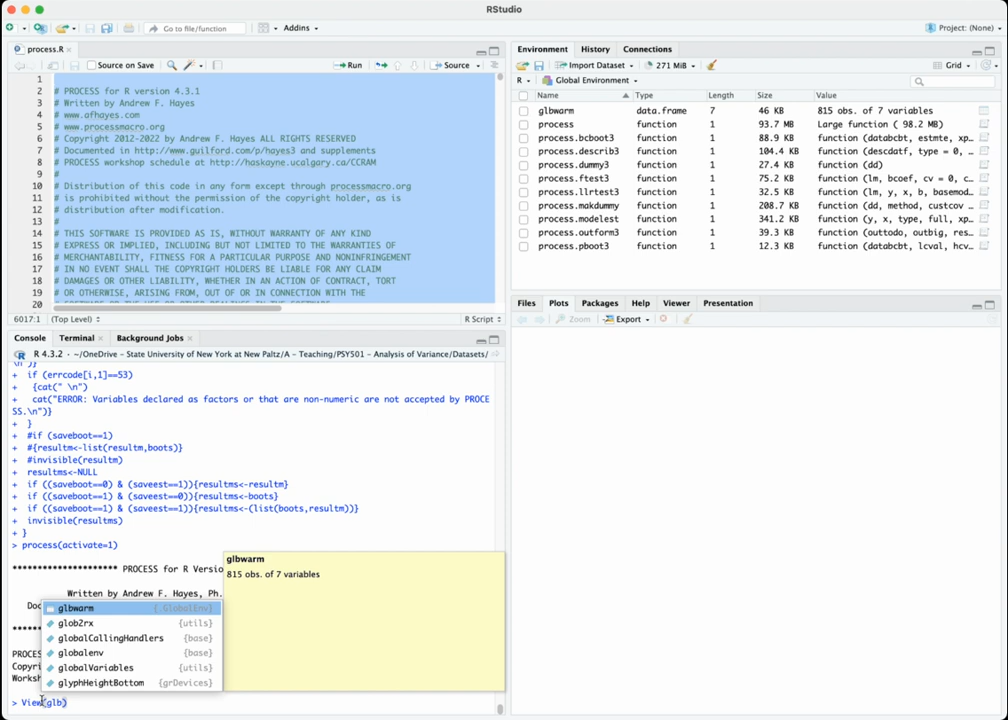 RStudio
Go to file/function
Addins
Project: (None)
process.R
Source on Save
Run
Source
1
2 # PROCESS for R version 4.3.1
3 # Written by Andrew F. Hayes
4 # www.afhayes.com
5 # www.processmacro.org
6 # Copyright 2012-2022 by Andrew F. Hayes ALL RIGHTS RESERVED
7 # Documented in http://www.guilford.com/p/hayes3 and supplements
8 # PROCESS workshop schedule at http://haskayne.ucalgary.ca/CCRAM
9 #
10 # Distribution of this code in any form except through processmacro.org
11 # is prohibited without the permission of the copyright holder, as is
12 # distribution after modification.
13 #
14 # THIS SOFTWARE IS PROVIDED AS IS, WITHOUT WARRANTY OF ANY KIND
15 # EXPRESS OR IMPLIED, INCLUDING BUT NOT LIMITED TO THE WARRANTIES OF
16 # MERCHANTABILITY, FITNESS FOR A PARTICULAR PURPOSE AND NONINFRINGEMENT
17 # IN NO EVENT SHALL THE COPYRIGHT HOLDERS BE LIABLE FOR ANY CLAIM
18 # DAMAGES OR OTHER LIABILITY, WHETHER IN AN ACTION OF CONTRACT, TORT
19 # OR OTHERWISE, ARISING FROM, OUT OF OR IN CONNECTION WITH THE
20
6017:1 (Top Level) R Script
Console Terminal Background Jobs
R 4.3.2 · ~/OneDrive - State University of New York at New Paltz/A - Teaching/PSY501 - Analysis of Variance/Datasets/
\n")}
+ if (errcode[i,1]==53)
+ {cat(" \n")
+ cat("ERROR: Variables declared as factors or that are non-numeric are not accepted by PROCE
SS.\n")}
+ }
+ #if (saveboot==1)
+ #{resultm<-list(resultm,boots)}
+ #invisible(resultm)
+ resultms<-NULL
+ if ((saveboot==0) & (saveest==1)){resultms<-resultm}
+ if ((saveboot==1) & (saveest==0)){resultms<-boots}
+ if ((saveboot==1) & (saveest==1)){resultms<-(list(boots,resultm))}
+ invisible(resultms)
+ }
> process(activate=1)
********************* PROCESS for R Versio
Written by Andrew F. Hayes, Ph.
Doc
PROCES
Copyri
Worksh
> View(glb)
glbwarm {.GlobalEnv}
glob2rx {utils}
globalCallingHandlers {base}
globalenv {base}
globalVariables {utils}
glyphHeightBottom {grDevices}
glbwarm
815 obs. of 7 variables
Environment History Connections
Import Dataset 271 MiB Grid
R Global Environment
Name Type Length Size Value
glbwarm data.frame 7 46 KB 815 obs. of 7 variables
process function 1 93.7 MB Large function ( 98.2 MB)
process.bcboot3 function 1 88.9 KB function (databcbt, estmte, xp…
process.describ3 function 1 104.4 KB function (descdatf, type = 0, …
process.dummy3 function 1 27.4 KB function (dd)
process.ftest3 function 1 75.2 KB function (lm, bcoef, cv = 0, c…
process.llrtest3 function 1 32.5 KB function (lm, y, x, b, basemod…
process.makdummy function 1 208.7 KB function (dd, method, custcov …
process.modelest function 1 341.2 KB function (y, x, type, full, xp…
process.outform3 function 1 39.3 KB function (outtodo, outbig, res…
process.pboot3 function 1 12.3 KB function (databcbt, lcval, hcv…
Files Plots Packages Help Viewer Presentation
Zoom Export